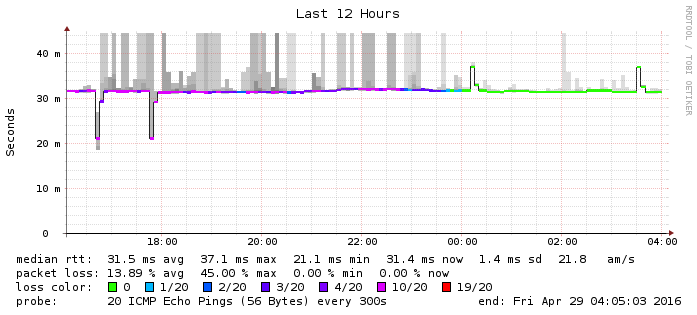 Last 12 Hours
RRDTOOL / TOBI OETIKER
Seconds
40 m
30 m
20 m
10 m
0
18:00 20:00 22:00 00:00 02:00 04:00
median rtt: 31.5 ms avg 37.1 ms max 21.1 ms min 31.4 ms now 1.4 ms sd 21.8 am/s
packet loss: 13.89 % avg 45.00 % max 0.00 % min 0.00 % now
loss color: 0 1/20 2/20 3/20 4/20 10/20 19/20
probe: 20 ICMP Echo Pings (56 Bytes) every 300s end: Fri Apr 29 04:05:03 2016